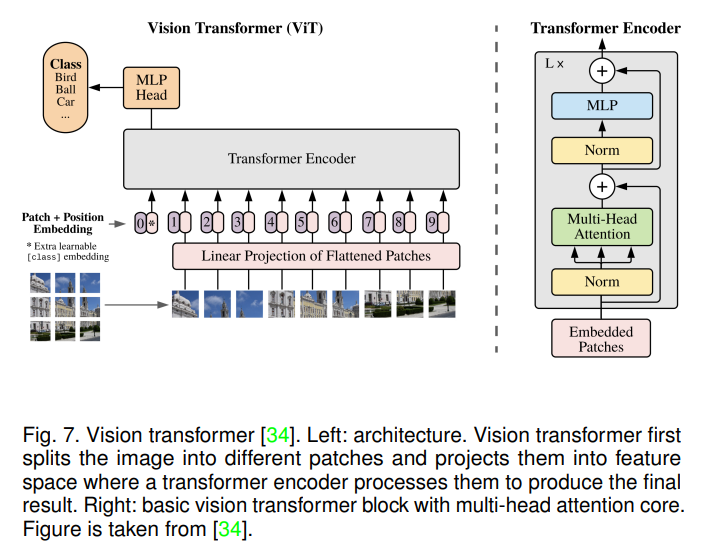 Vision Transformer (ViT)
Class
Bird
Ball
Car
...
MLP
Head
Transformer Encoder
Patch + Position
Embedding
* Extra learnable
[class] embedding
0 * 1 2 3 4 5 6 7 8 9
Linear Projection of Flattened Patches
Transformer Encoder
L x
+
MLP
Norm
+
Multi-Head
Attention
Norm
Embedded
Patches
Fig. 7. Vision transformer [34]. Left: architecture. Vision transformer first
splits the image into different patches and projects them into feature
space where a transformer encoder processes them to produce the final
result. Right: basic vision transformer block with multi-head attention core.
Figure is taken from [34].